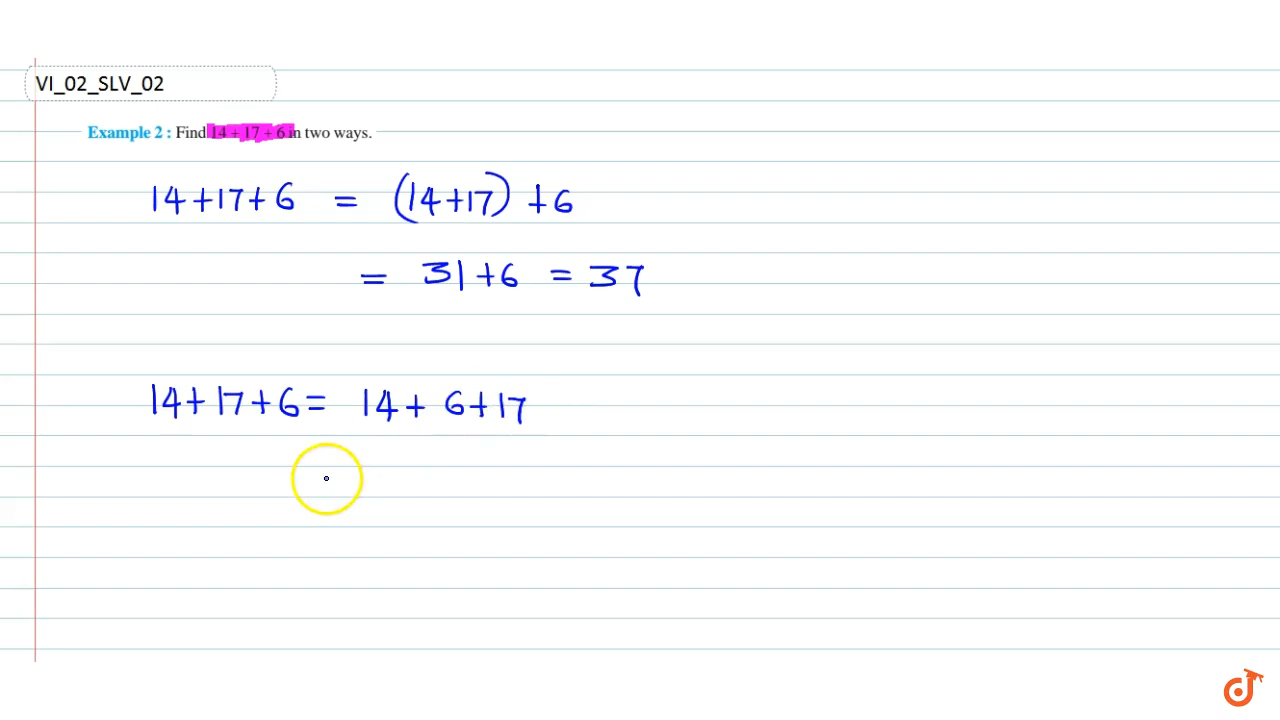 VI_02_SLV_02
Example 2 : Find 14 + 17 + 6 in two ways.
14+17+6 = (14+17) +6
= 31+6 = 37
14+17+6= 14+ 6+17